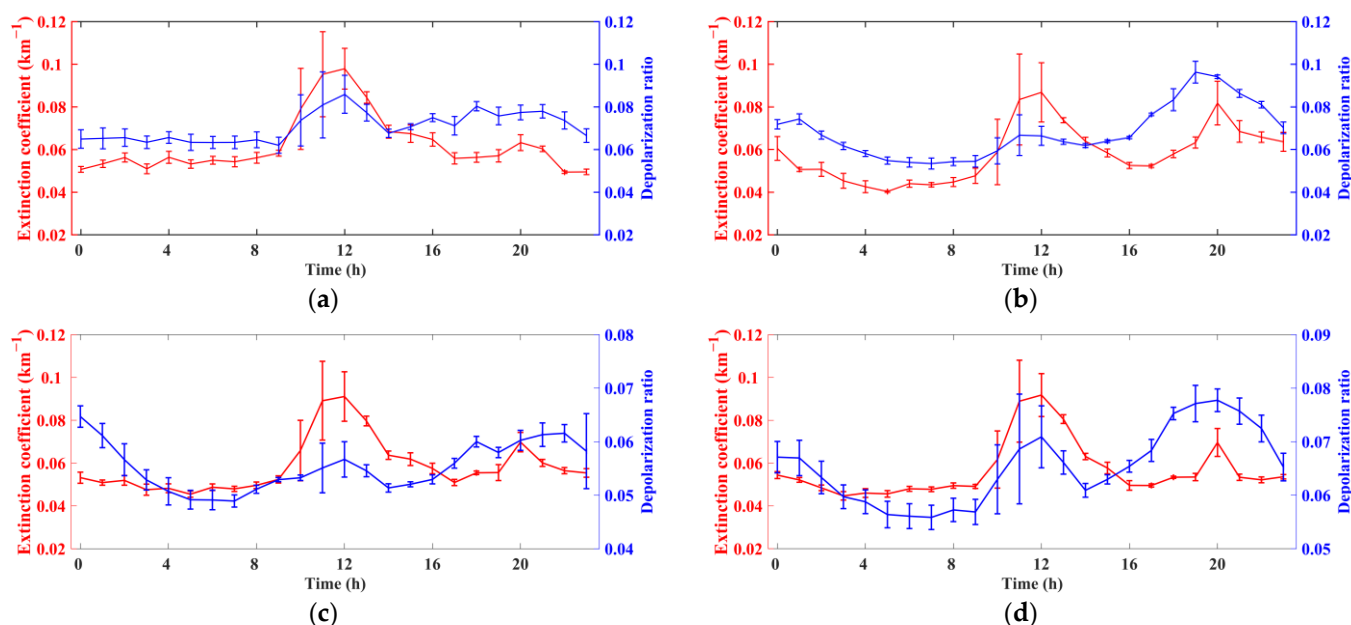 0.12 0.12 0.12 0.12
0.1 0.1 0.1 0.1
0.08 0.08 0.08 0.08
0.06 0.06 0.06 0.06
0.04 0.04 0.04 0.04
0.02 0.02 0.02 0.02
Extinction coefficient (km−1) Depolarization ratio Extinction coefficient (km−1) Depolarization ratio
0 4 8 12 16 20 0 4 8 12 16 20
Time (h) Time (h)
(a) (b)
0.12 0.08 0.12 0.09
0.1 0.07 0.1 0.08
0.08 0.06 0.08 0.07
0.06 0.05 0.06 0.06
0.04 0.04
0.02 0.04 0.02 0.05
Extinction coefficient (km−1) Depolarization ratio Extinction coefficient (km−1) Depolarization ratio
0 4 8 12 16 20 0 4 8 12 16 20
Time (h) Time (h)
(c) (d)